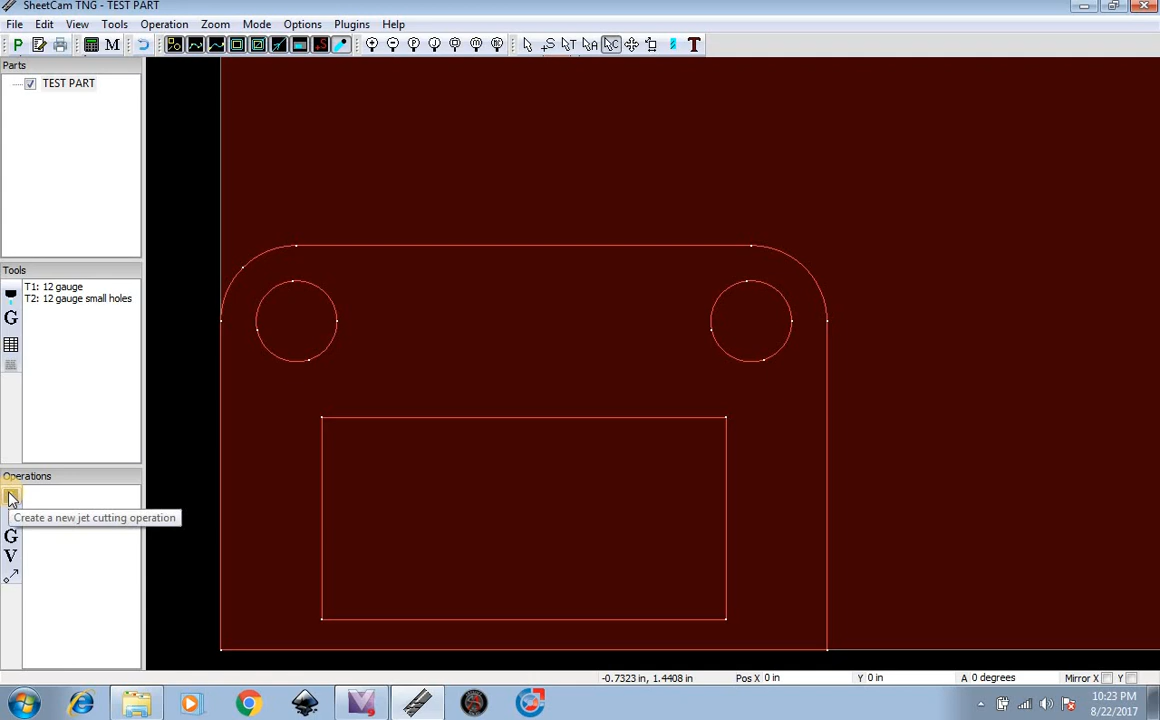 SheetCam TNG - TEST PART
File Edit View Tools Operation Zoom Mode Options Plugins Help
P M
Parts
TEST PART
Tools
T1: 12 gauge
T2: 12 gauge small holes
G
Operations
Create a new jet cutting operation
G
V
-0.7323 in, 1.4408 in Pos X 0 in Y 0 in A 0 degrees Mirror X Y
10:23 PM
8/22/2017